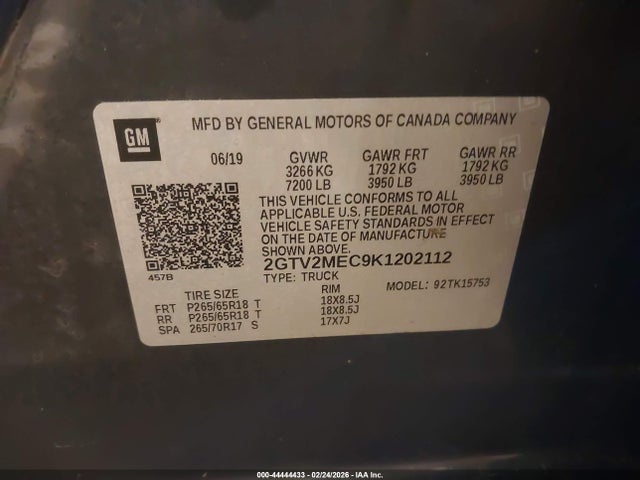 GM
MFD BY GENERAL MOTORS OF CANADA COMPANY
06/19 GVWR GAWR FRT GAWR RR
3266 KG 1792 KG 1792 KG
7200 LB 3950 LB 3950 LB
THIS VEHICLE CONFORMS TO ALL
APPLICABLE U.S. FEDERAL MOTOR
VEHICLE SAFETY STANDARDS IN EFFECT
ON THE DATE OF MANUFACTURE
SHOWN ABOVE.
2GTV2MEC9K1202112
457B
TYPE: TRUCK
MODEL: 92TK15753
TIRE SIZE RIM
FRT P265/65R18 T 18X8.5J
RR P265/65R18 T 18X8.5J
SPA 265/70R17 S 17X7J
000-44444433 - 02/24/2026 - IAAI.COM